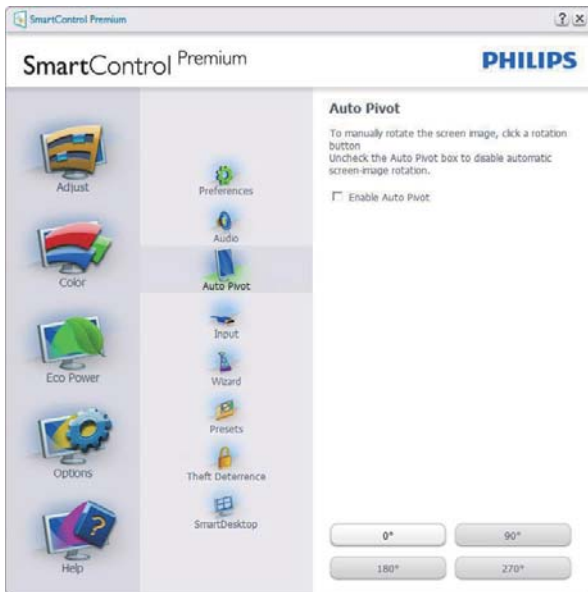 SmartControl Premium
? x
SmartControl Premium
PHILIPS
Adjust
Color
Eco Power
Options
Help
Preferences
Audio
Auto Pivot
Input
Wizard
Presets
Theft Deterrence
SmartDesktop
Auto Pivot
To manually rotate the screen image, click a rotation
button
Uncheck the Auto Pivot box to disable automatic
screen-image rotation.
Enable Auto Pivot
0°
90°
180°
270°